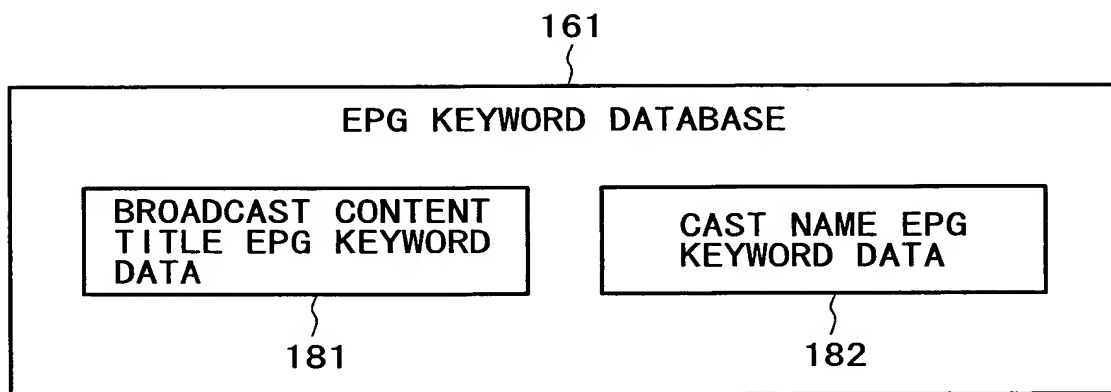 161
EPG KEYWORD DATABASE
BROADCAST CONTENT
TITLE EPG KEYWORD
DATA
CAST NAME EPG
KEYWORD DATA
181
182